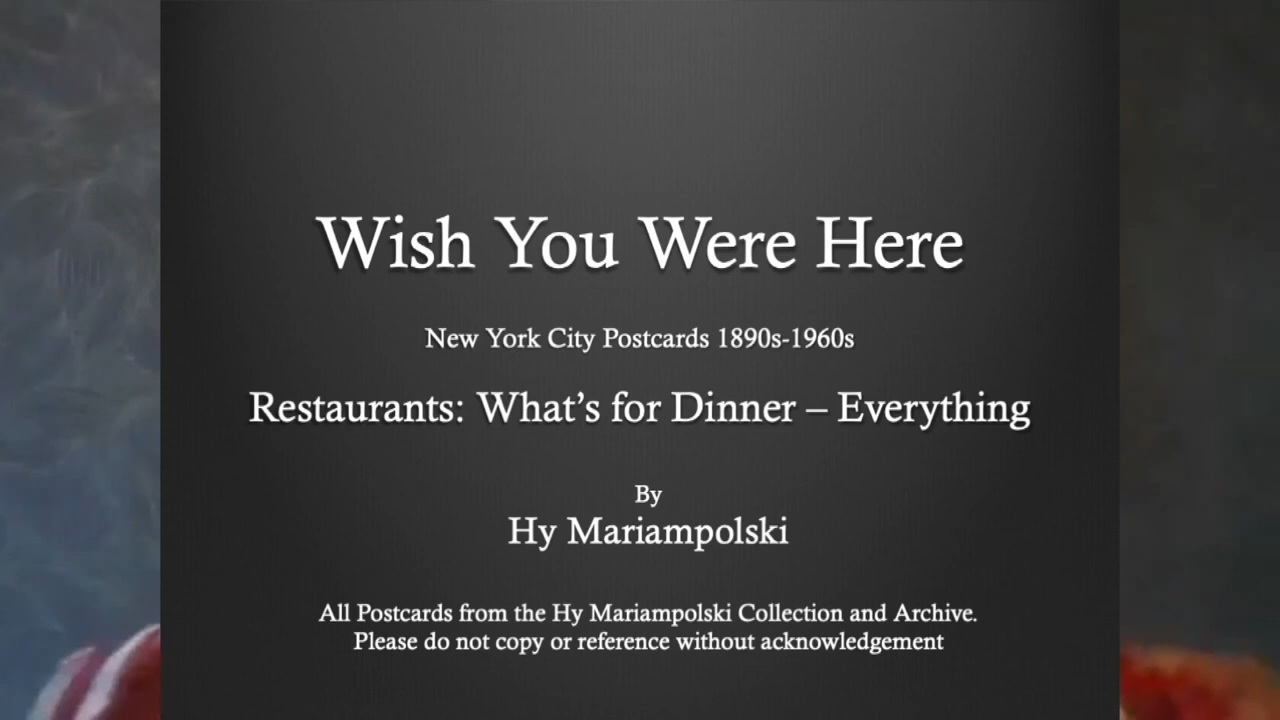 Wish You Were Here
New York City Postcards 1890s-1960s
Restaurants: What’s for Dinner – Everything
By
Hy Mariampolski
All Postcards from the Hy Mariampolski Collection and Archive.
Please do not copy or reference without acknowledgement